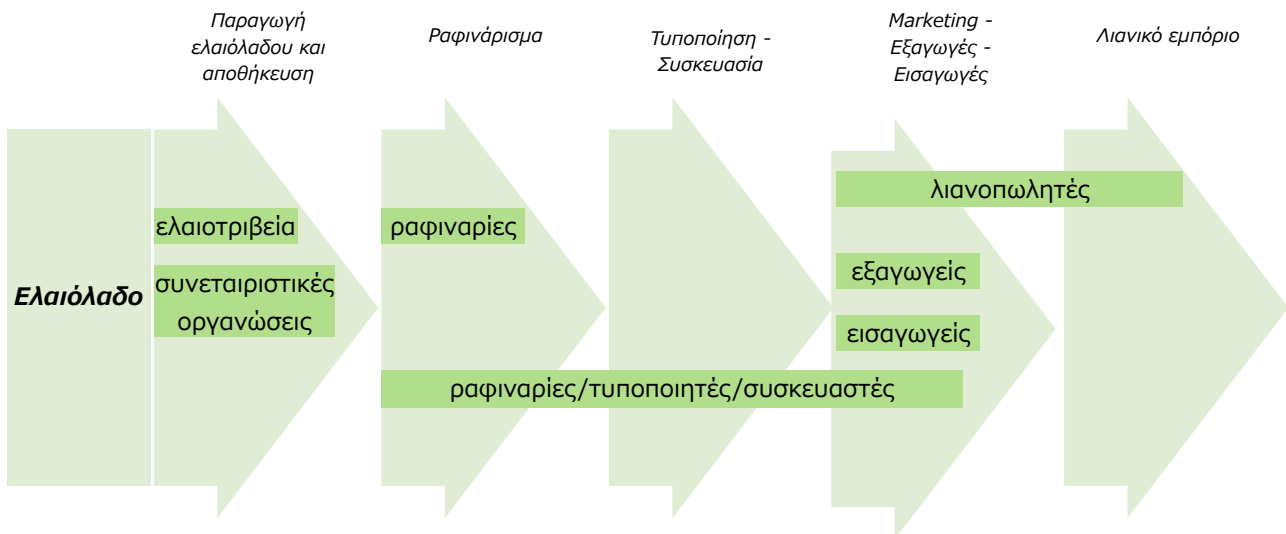 Παραγωγή
ελαιόλαδου και
αποθήκευση
Ραφινάρισμα
Τυποποίηση -
Συσκευασία
Marketing -
Εξαγωγές -
Εισαγωγές
Λιανικό εμπόριο
Ελαιόλαδο
ελαιοτριβεία
συνεταιριστικές
οργανώσεις
ραφιναρίες
λιανοπωλητές
εξαγωγείς
εισαγωγείς
ραφιναρίες/τυποποιητές/συσκευαστές